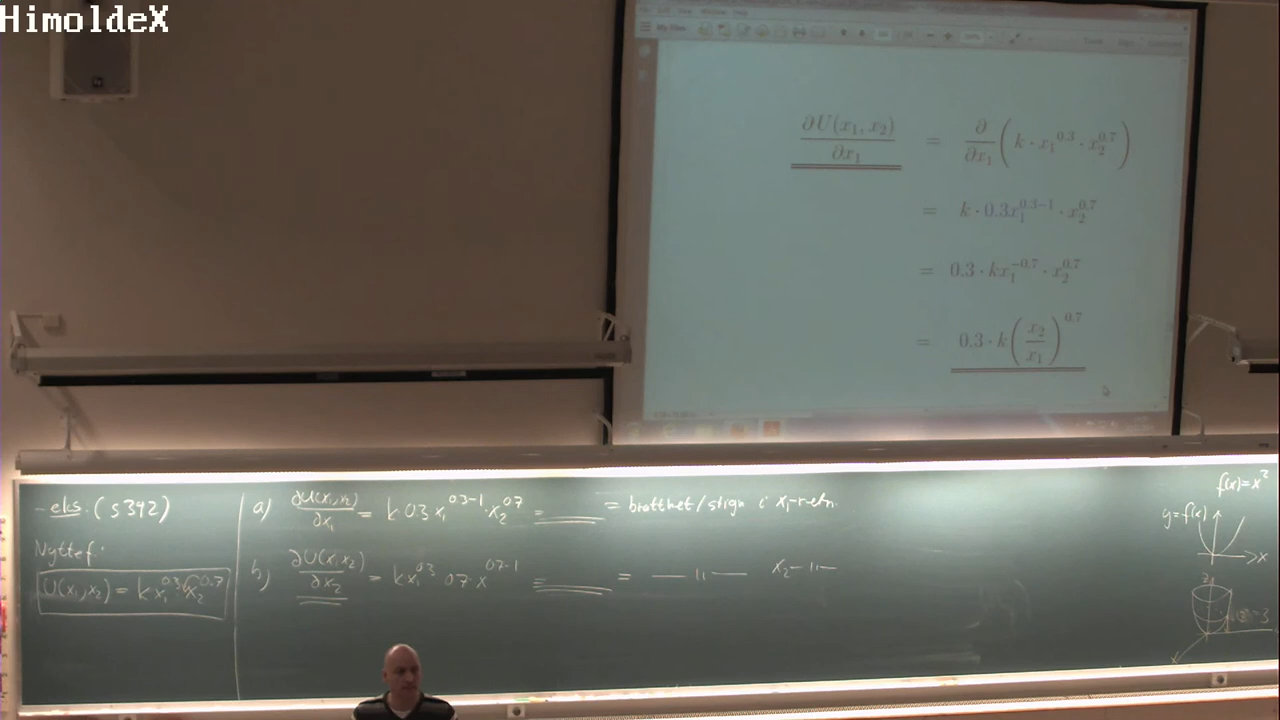 HimoldeX
∂U(x₁, x₂)/∂x₁ = ∂/∂x₁ (k · x₁^0.3 · x₂^0.7)
= k · 0.3x₁^(0.3−1) · x₂^0.7
= 0.3 · kx₁^(−0.7) · x₂^0.7
= 0.3 · k (x₂/x₁)^0.7
- eks. (s342)
Nyttef:
U(x₁,x₂) = kx₁^0.3 x₂^0.7
a) ∂U(x₁,x₂)/∂x₁ = k·0.3x₁^(0.3-1)·x₂^0.7 = = bratthet/stign i x₁-retn.
b) ∂U(x₁,x₂)/∂x₂ = kx₁^0.3 0.7·x^(0.7-1) = = —— 11 —— x₂— 11 —
f(x)=x²
y=f(x)
x